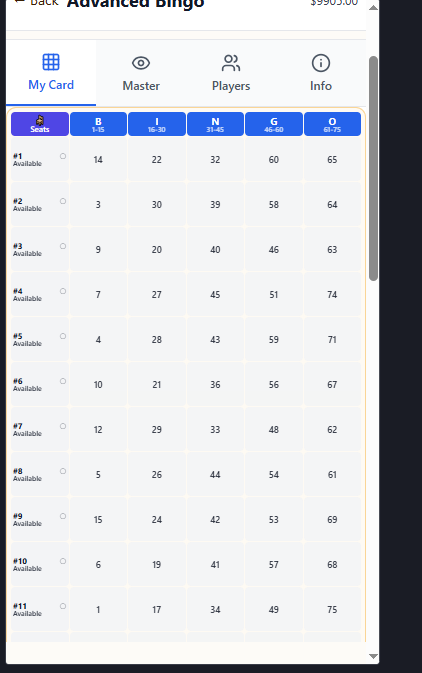 ← Back Advanced Bingo $9905.00
My Card Master Players Info
Seats B I N G O
1-15 16-30 31-45 46-60 61-75
#1 Available 14 22 32 60 65
#2 Available 3 30 39 58 64
#3 Available 9 20 40 46 63
#4 Available 7 27 45 51 74
#5 Available 4 28 43 59 71
#6 Available 10 21 36 56 67
#7 Available 12 29 33 48 62
#8 Available 5 26 44 54 61
#9 Available 15 24 42 53 69
#10 Available 6 19 41 57 68
#11 Available 1 17 34 49 75